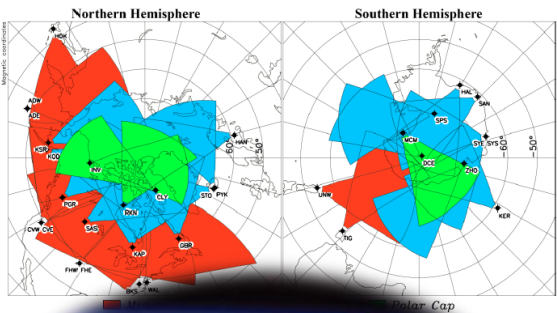 Northern Hemisphere
Southern Hemisphere
Magnetic coordinates
HOK
ADW
ADE
KSR
KOD
INV
HAN
-60°
-50°
PGR
CVW CVE
SAS
RKN
CLY
STO
PYK
KAP
GBR
FHW FHE
BKS
WAL
HAL
SAN
SPS
MCM
SYE SYS
DCE
ZHO
-60°
-50°
UNW
TIG
KER
Polar Cap